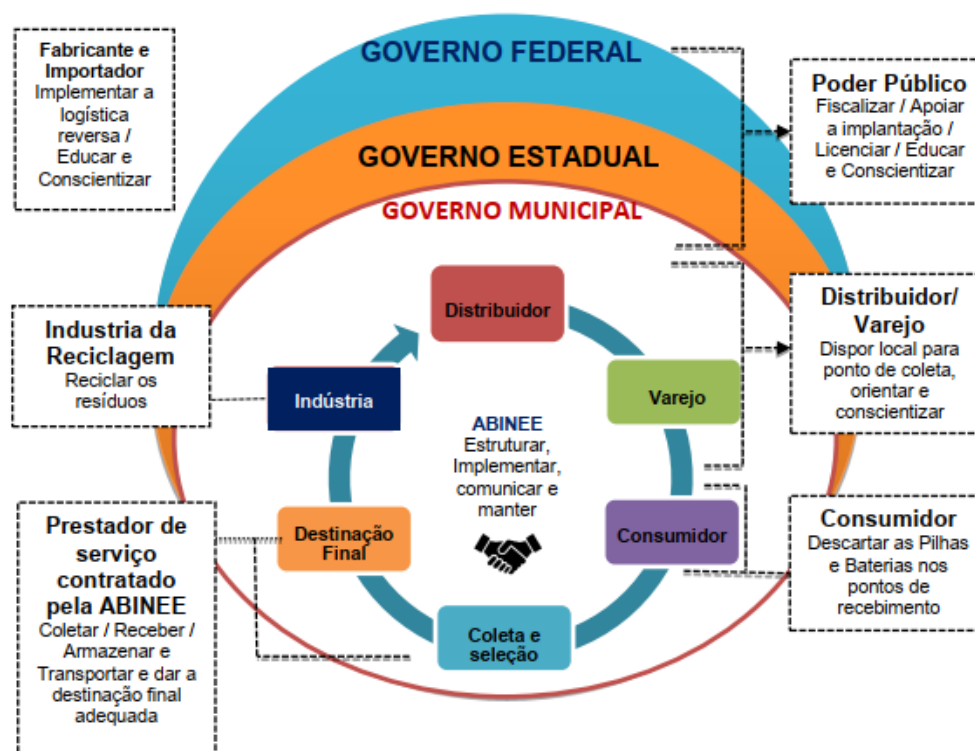 GOVERNO FEDERAL
GOVERNO ESTADUAL
GOVERNO MUNICIPAL
Fabricante e
Importador
Implementar a
logística
reversa /
Educar e
Conscientizar
Poder Público
Fiscalizar / Apoiar
a implantação /
Licenciar / Educar
e Conscientizar
Industria da
Reciclagem
Reciclar os
resíduos
Distribuidor
Indústria
Varejo
ABINEE
Estruturar,
Implementar,
comunicar e
manter
Distribuidor/
Varejo
Dispor local para
ponto de coleta,
orientar e
conscientizar
Prestador de
serviço
contratado
pela ABINEE
Coletar / Receber /
Armazenar e
Transportar e dar a
destinação final
adequada
Destinação
Final
Consumidor
Coleta e
seleção
Consumidor
Descartar as Pilhas
e Baterias nos
pontos de
recebimento